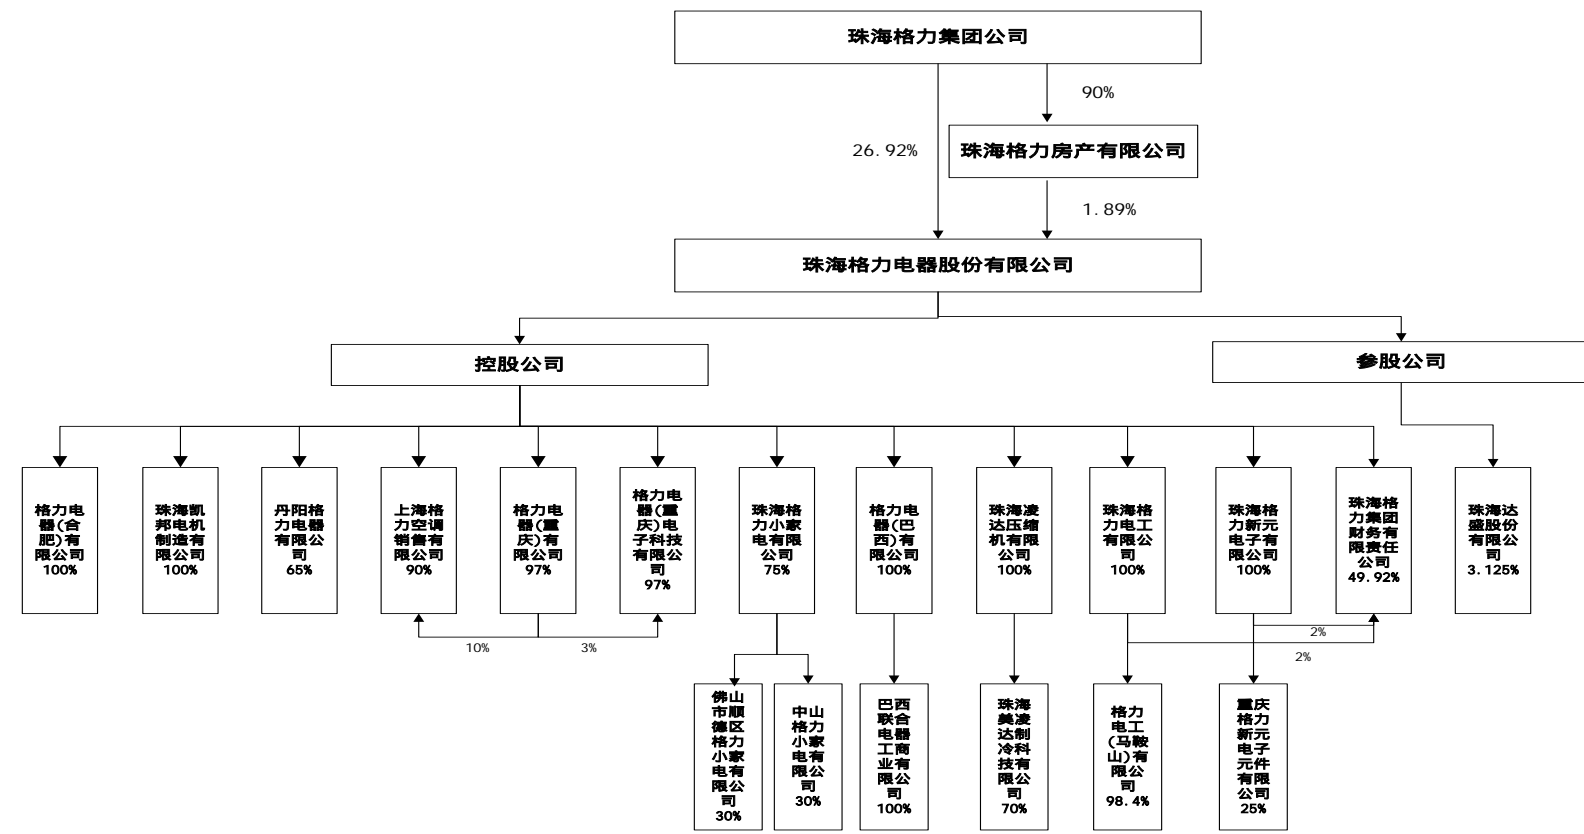 珠海格力集团公司
90%
26.92%
珠海格力房产有限公司
1.89%
珠海格力电器股份有限公司
控股公司
参股公司
格力电
器(合
肥)有
限公司
100%
珠海凯
邦电机
制造有
限公司
100%
丹阳格
力电器
有限公
司
65%
上海格
力空调
销售有
限公司
90%
格力电
器(重
庆)有
限公司
97%
格力电
器(重
庆)电
子科技
有限公
司
97%
珠海格
力小家
电有限
公司
75%
格力电
器(巴
西)有
限公司
100%
珠海凌
达压缩
机有限
公司
100%
珠海格
力电工
有限公
司
100%
珠海格
力新元
电子有
限公司
100%
珠海格
力集团
财务有
限责任
公司
49.92%
珠海达
盛股份
有限公
司
3.125%
10%
3%
2%
2%
佛山
市顺
德区
格力
小家
电有
限公
司
30%
中山
格力
小家
电有
限公
司
30%
巴西
联合
电器
工商
业有
限公
司
100%
珠海
美凌
达制
冷科
技有
限公
司
70%
格力
电工
(马鞍
山)有
限公
司
98.4%
重庆
格力
新元
电子
元件
有限
公司
25%